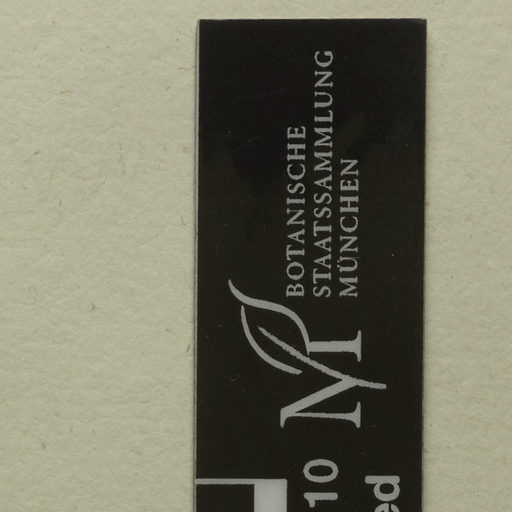 BOTANISCHE
STAATSSAMMLUNG
MÜNCHEN
M
10
ed